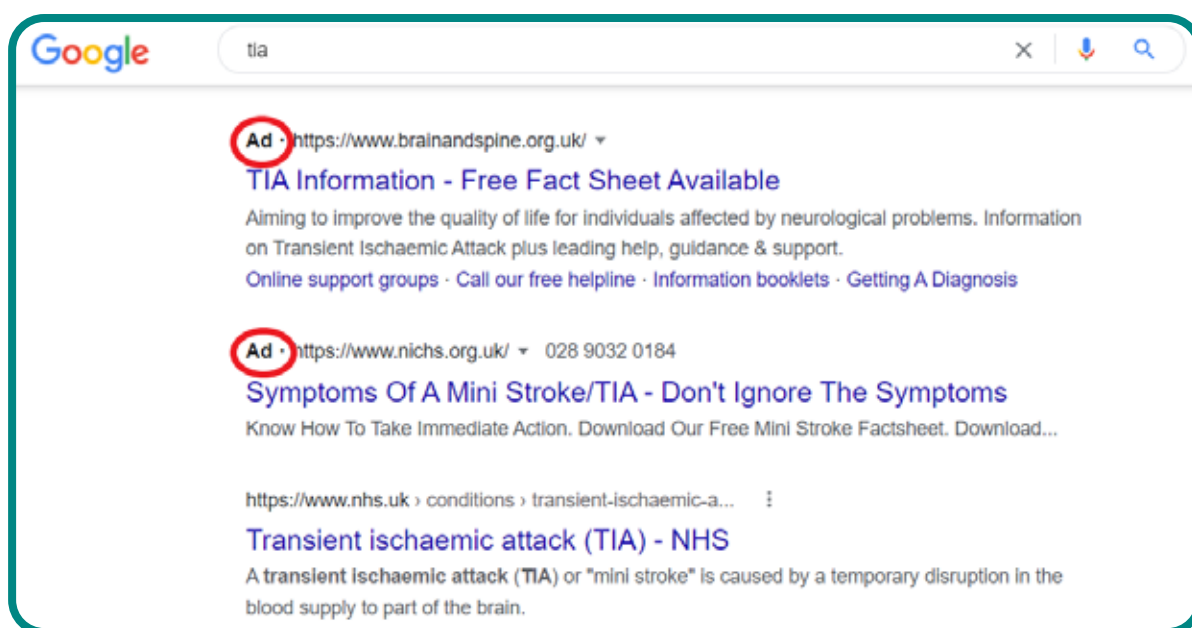 Google tia
Ad · https://www.brainandspine.org.uk/
TIA Information - Free Fact Sheet Available
Aiming to improve the quality of life for individuals affected by neurological problems. Information
on Transient Ischaemic Attack plus leading help, guidance & support.
Online support groups · Call our free helpline · Information booklets · Getting A Diagnosis
Ad · https://www.nichs.org.uk/ 028 9032 0184
Symptoms Of A Mini Stroke/TIA - Don't Ignore The Symptoms
Know How To Take Immediate Action. Download Our Free Mini Stroke Factsheet. Download...
https://www.nhs.uk › conditions › transient-ischaemic-a...
Transient ischaemic attack (TIA) - NHS
A transient ischaemic attack (TIA) or "mini stroke" is caused by a temporary disruption in the
blood supply to part of the brain.